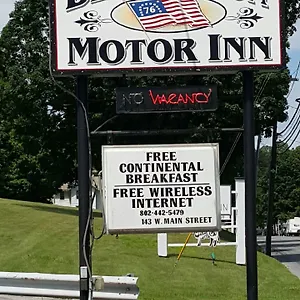 76
MOTOR INN
NO VACANCY
FREE
CONTINENTAL
BREAKFAST
FREE WIRELESS
INTERNET
802-442-5479
143 W. MAIN STREET